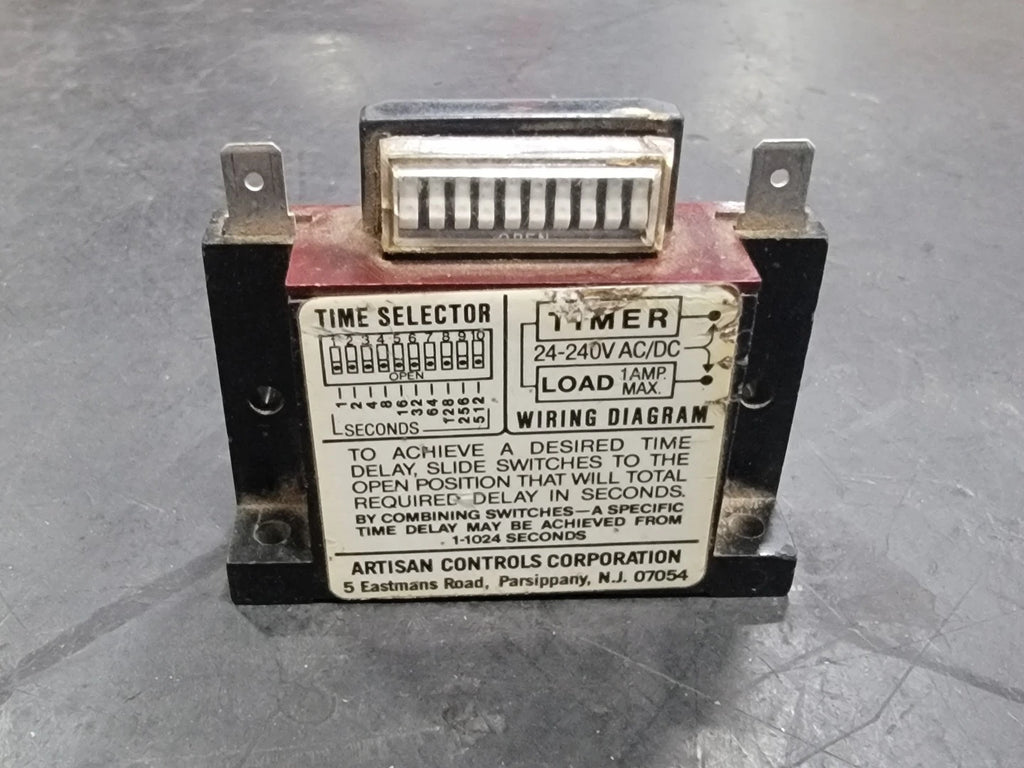 OPEN
TIME SELECTOR
1 2 3 4 5 6 7 8 9 10
OPEN
1 2 4 8 16 32 64 128 256 512
SECONDS
TIMER
24-240V AC/DC
LOAD 1 AMP. MAX.
WIRING DIAGRAM
TO ACHIEVE A DESIRED TIME
DELAY, SLIDE SWITCHES TO THE
OPEN POSITION THAT WILL TOTAL
REQUIRED DELAY IN SECONDS.
BY COMBINING SWITCHES—A SPECIFIC
TIME DELAY MAY BE ACHIEVED FROM
1-1024 SECONDS
ARTISAN CONTROLS CORPORATION
5 Eastmans Road, Parsippany, N.J. 07054